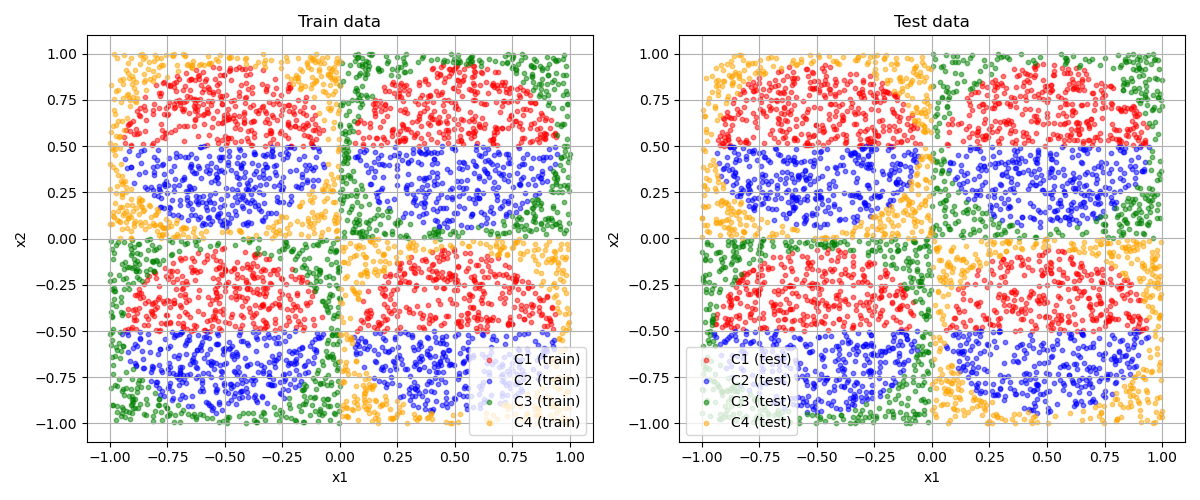 Train data
1.00
0.75
0.50
0.25
0.00
−0.25
−0.50
−0.75
−1.00
x2
C1 (train)
C2 (train)
C3 (train)
C4 (train)
−1.00 −0.75 −0.50 −0.25 0.00 0.25 0.50 0.75 1.00
x1
Test data
1.00
0.75
0.50
0.25
0.00
−0.25
−0.50
−0.75
−1.00
x2
C1 (test)
C2 (test)
C3 (test)
C4 (test)
−1.00 −0.75 −0.50 −0.25 0.00 0.25 0.50 0.75 1.00
x1